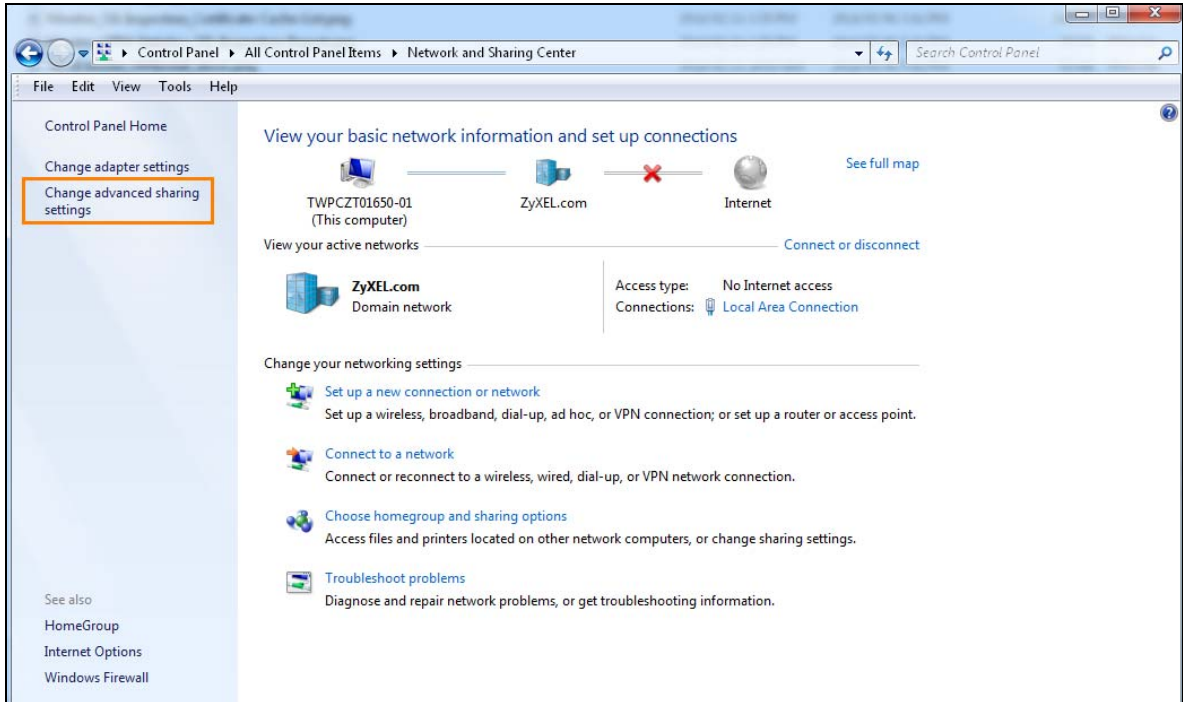 Control Panel ▸ All Control Panel Items ▸ Network and Sharing Center
Search Control Panel
File Edit View Tools Help
Control Panel Home
Change adapter settings
Change advanced sharing
settings
View your basic network information and set up connections
See full map
TWPCZT01650-01
(This computer)
ZyXEL.com
Internet
View your active networks
Connect or disconnect
ZyXEL.com
Domain network
Access type: No Internet access
Connections: Local Area Connection
Change your networking settings
Set up a new connection or network
Set up a wireless, broadband, dial-up, ad hoc, or VPN connection; or set up a router or access point.
Connect to a network
Connect or reconnect to a wireless, wired, dial-up, or VPN network connection.
Choose homegroup and sharing options
Access files and printers located on other network computers, or change sharing settings.
Troubleshoot problems
Diagnose and repair network problems, or get troubleshooting information.
See also
HomeGroup
Internet Options
Windows Firewall